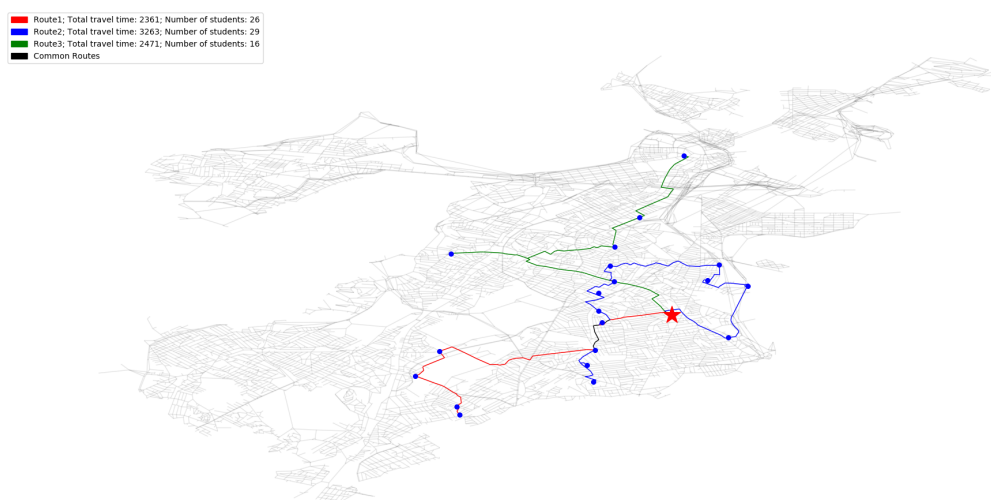 Route1; Total travel time: 2361; Number of students: 26
Route2; Total travel time: 3263; Number of students: 29
Route3; Total travel time: 2471; Number of students: 16
Common Routes